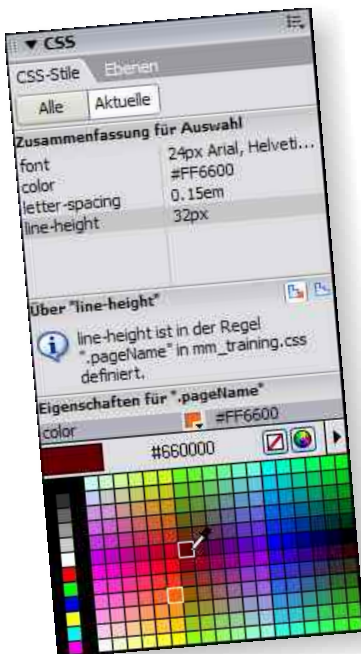 CSS
CSS-Stile Ebenen
Alle Aktuelle
Zusammenfassung für Auswahl
font 24px Arial, Helveti...
color #FF6600
letter-spacing 0.15em
line-height 32px
Über "line-height"
line-height ist in der Regel
".pageName" in mm_training.css
definiert.
Eigenschaften für ".pageName"
color #FF6600
#660000